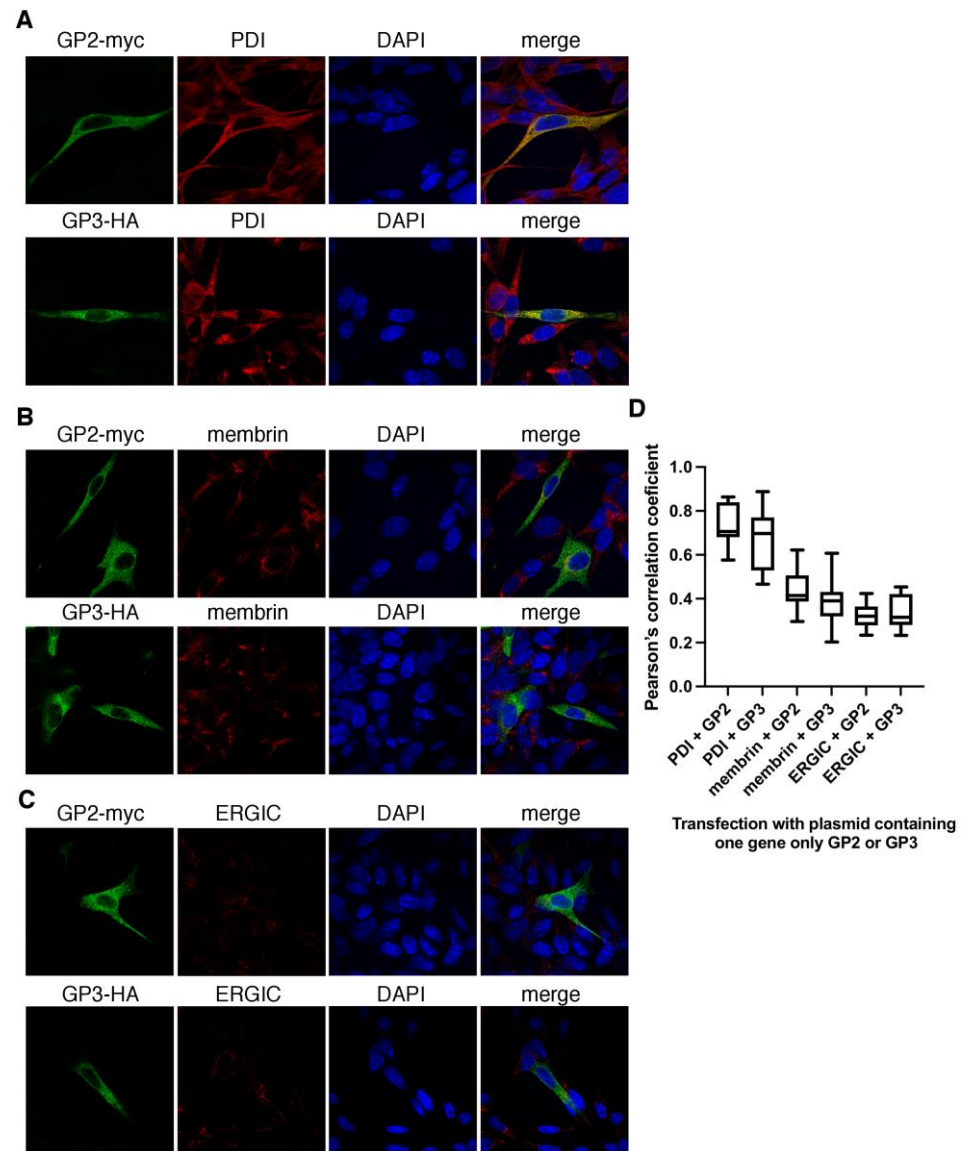 A
GP2-myc PDI DAPI merge
GP3-HA PDI DAPI merge
B
GP2-myc membrin DAPI merge
GP3-HA membrin DAPI merge
C
GP2-myc ERGIC DAPI merge
GP3-HA ERGIC DAPI merge
D
Pearson's correlation coeficient
1.0
0.8
0.6
0.4
0.2
0.0
PDI + GP2
PDI + GP3
membrin + GP2
membrin + GP3
ERGIC + GP2
ERGIC + GP3
Transfection with plasmid containing
one gene only GP2 or GP3